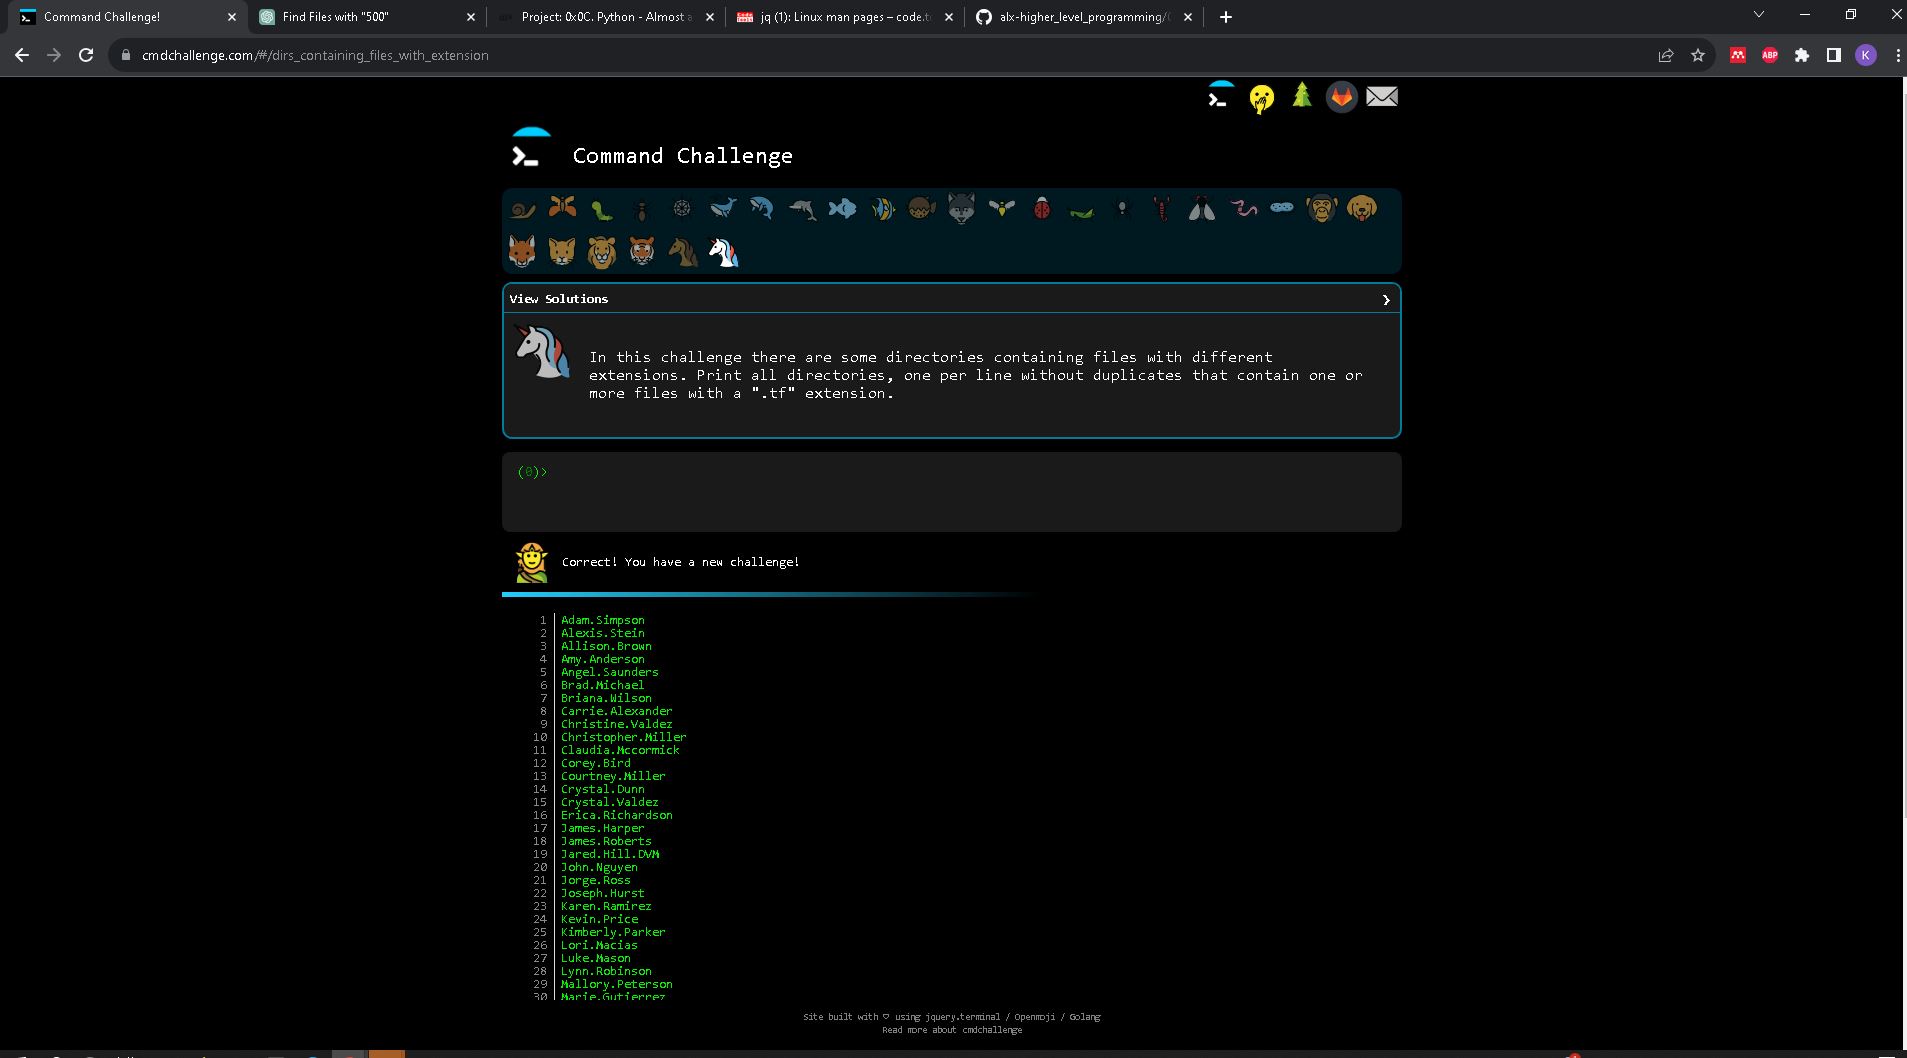 Command Challenge!
Find Files with "500"
Project: 0x0C. Python - Almost a
jq (1): Linux man pages – code.t
alx-higher_level_programming/
cmdchallenge.com/#/dirs_containing_files_with_extension
ABP
K
Command Challenge
View Solutions
In this challenge there are some directories containing files with different
extensions. Print all directories, one per line without duplicates that contain one or
more files with a ".tf" extension.
(0)>
Correct! You have a new challenge!
1 Adam.Simpson
2 Alexis.Stein
3 Allison.Brown
4 Amy.Anderson
5 Angel.Saunders
6 Brad.Michael
7 Briana.Wilson
8 Carrie.Alexander
9 Christine.Valdez
10 Christopher.Miller
11 Claudia.Mccormick
12 Corey.Bird
13 Courtney.Miller
14 Crystal.Dunn
15 Crystal.Valdez
16 Erica.Richardson
17 James.Harper
18 James.Roberts
19 Jared.Hill.DVM
20 John.Nguyen
21 Jorge.Ross
22 Joseph.Hurst
23 Karen.Ramirez
24 Kevin.Price
25 Kimberly.Parker
26 Lori.Macias
27 Luke.Mason
28 Lynn.Robinson
29 Mallory.Peterson
30 Marie.Gutierrez
Site built with ♡ using jquery.terminal / Openmoji / Golang
Read more about cmdchallenge